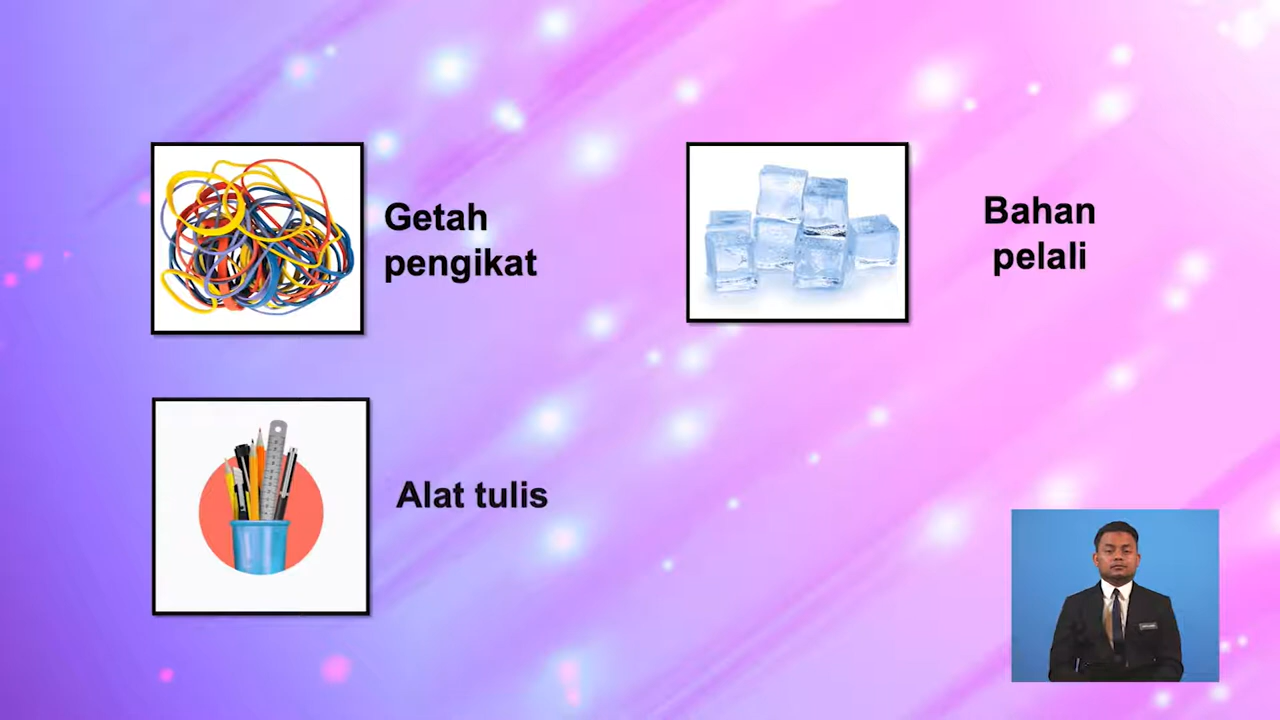 Getah
pengikat
Bahan
pelali
Alat tulis